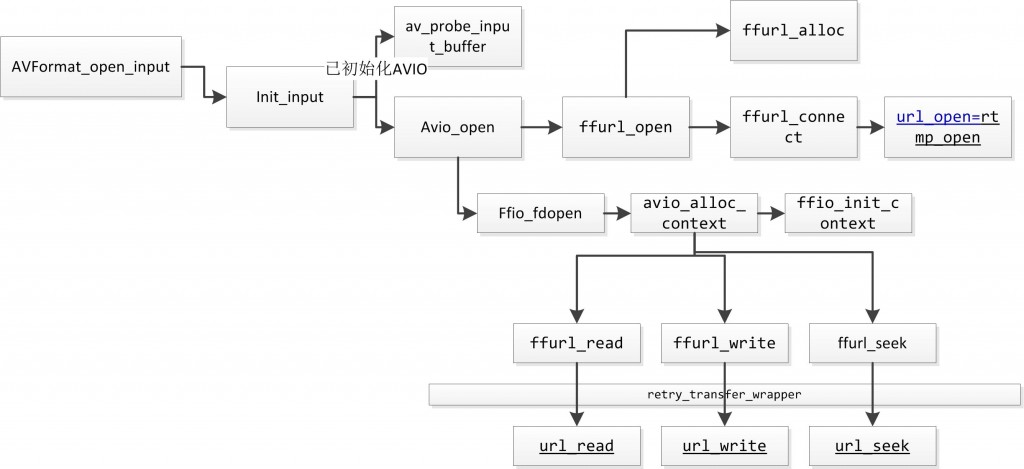 AVFormat_open_input
Init_input
已初始化AVIO
av_probe_inpu
t_buffer
Avio_open
ffurl_open
ffurl_alloc
ffurl_conne
ct
url_open=rt
mp_open
Ffio_fdopen
avio_alloc_
context
ffio_init_c
ontext
ffurl_read
ffurl_write
ffurl_seek
retry_transfer_wrapper
url_read
url_write
url_seek